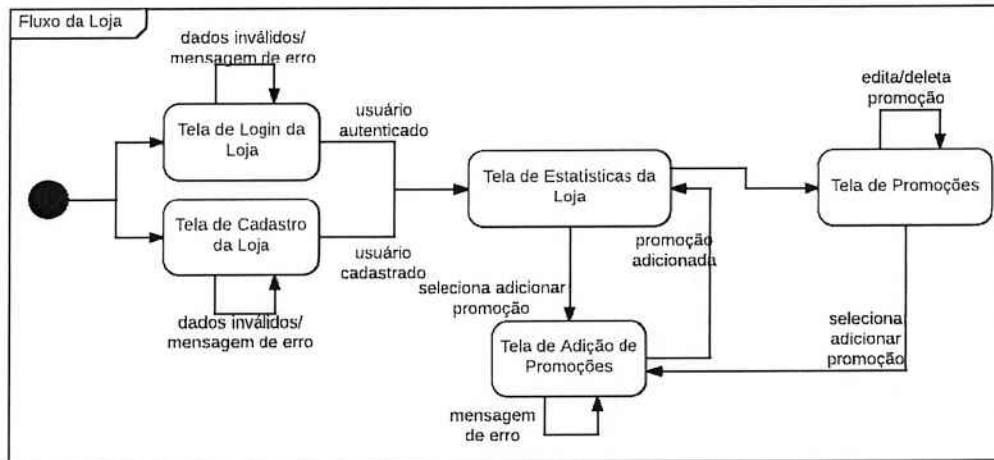 Fluxo da Loja
dados inválidos/
mensagem de erro
Tela de Login da
Loja
usuário
autenticado
Tela de Cadastro
da Loja
usuário
cadastrado
dados inválidos/
mensagem de erro
Tela de Estatísticas da
Loja
edita/deleta
promoção
Tela de Promoções
promoção
adicionada
seleciona adicionar
promoção
Tela de Adição de
Promoções
mensagem
de erro
seleciona
adicionar
promoção